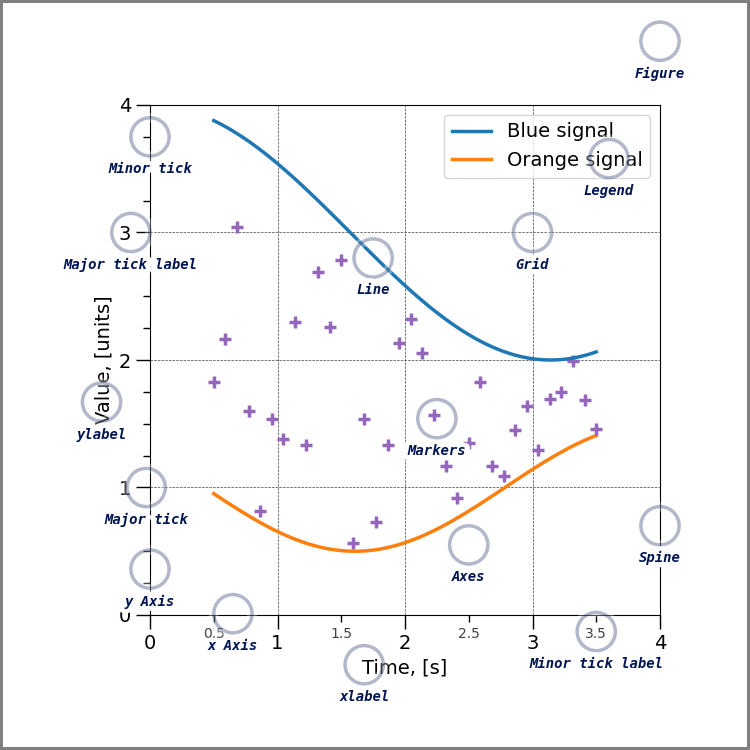 Figure
4
Blue signal
Orange signal
Minor tick
Legend
3
Major tick label
Grid
Line
Value, [units]
2
ylabel
Markers
1
Major tick
Axes
Spine
y Axis
0
0 0.5 1 1.5 2 2.5 3 3.5 4
x Axis
Minor tick label
Time, [s]
xlabel